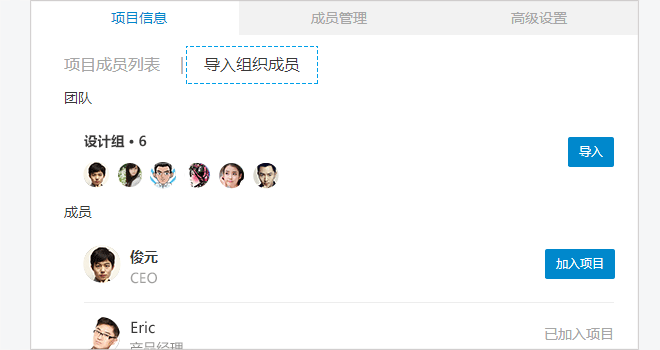 项目信息 成员管理 高级设置
项目成员列表 | 导入组织成员
团队
设计组 • 6
导入
成员
俊元
CEO
加入项目
Eric
产品经理
已加入项目